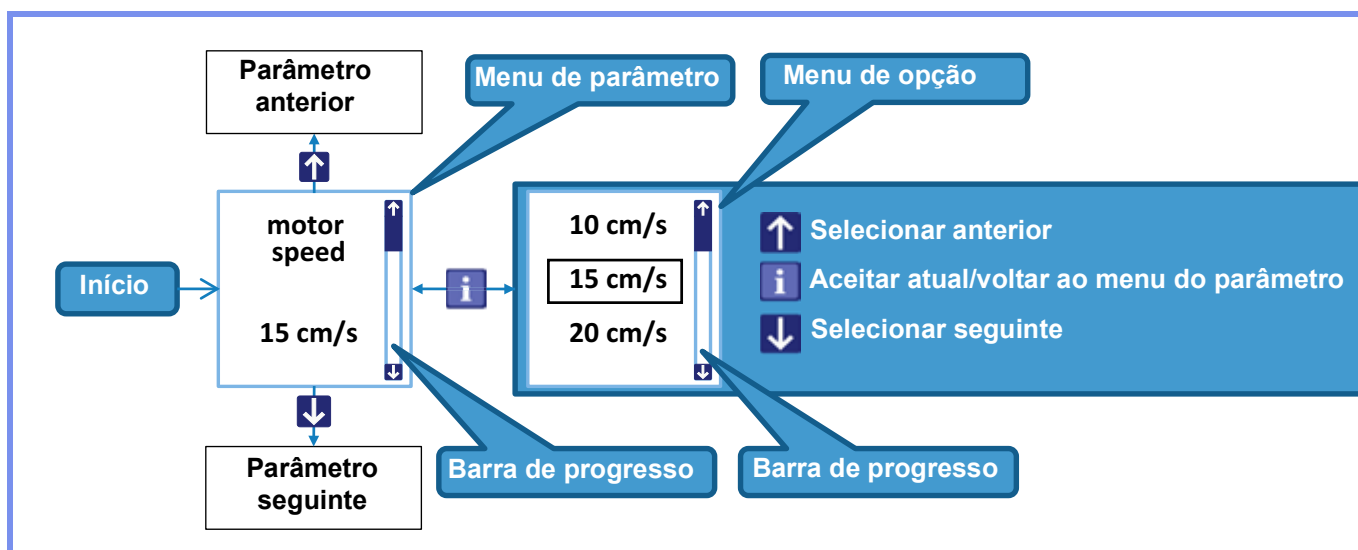 Parâmetro
anterior
Menu de parâmetro
Menu de opção
motor
speed
15 cm/s
Início
i
10 cm/s
15 cm/s
20 cm/s
Selecionar anterior
i
Aceitar atual/voltar ao menu do parâmetro
Selecionar seguinte
Parâmetro
seguinte
Barra de progresso
Barra de progresso